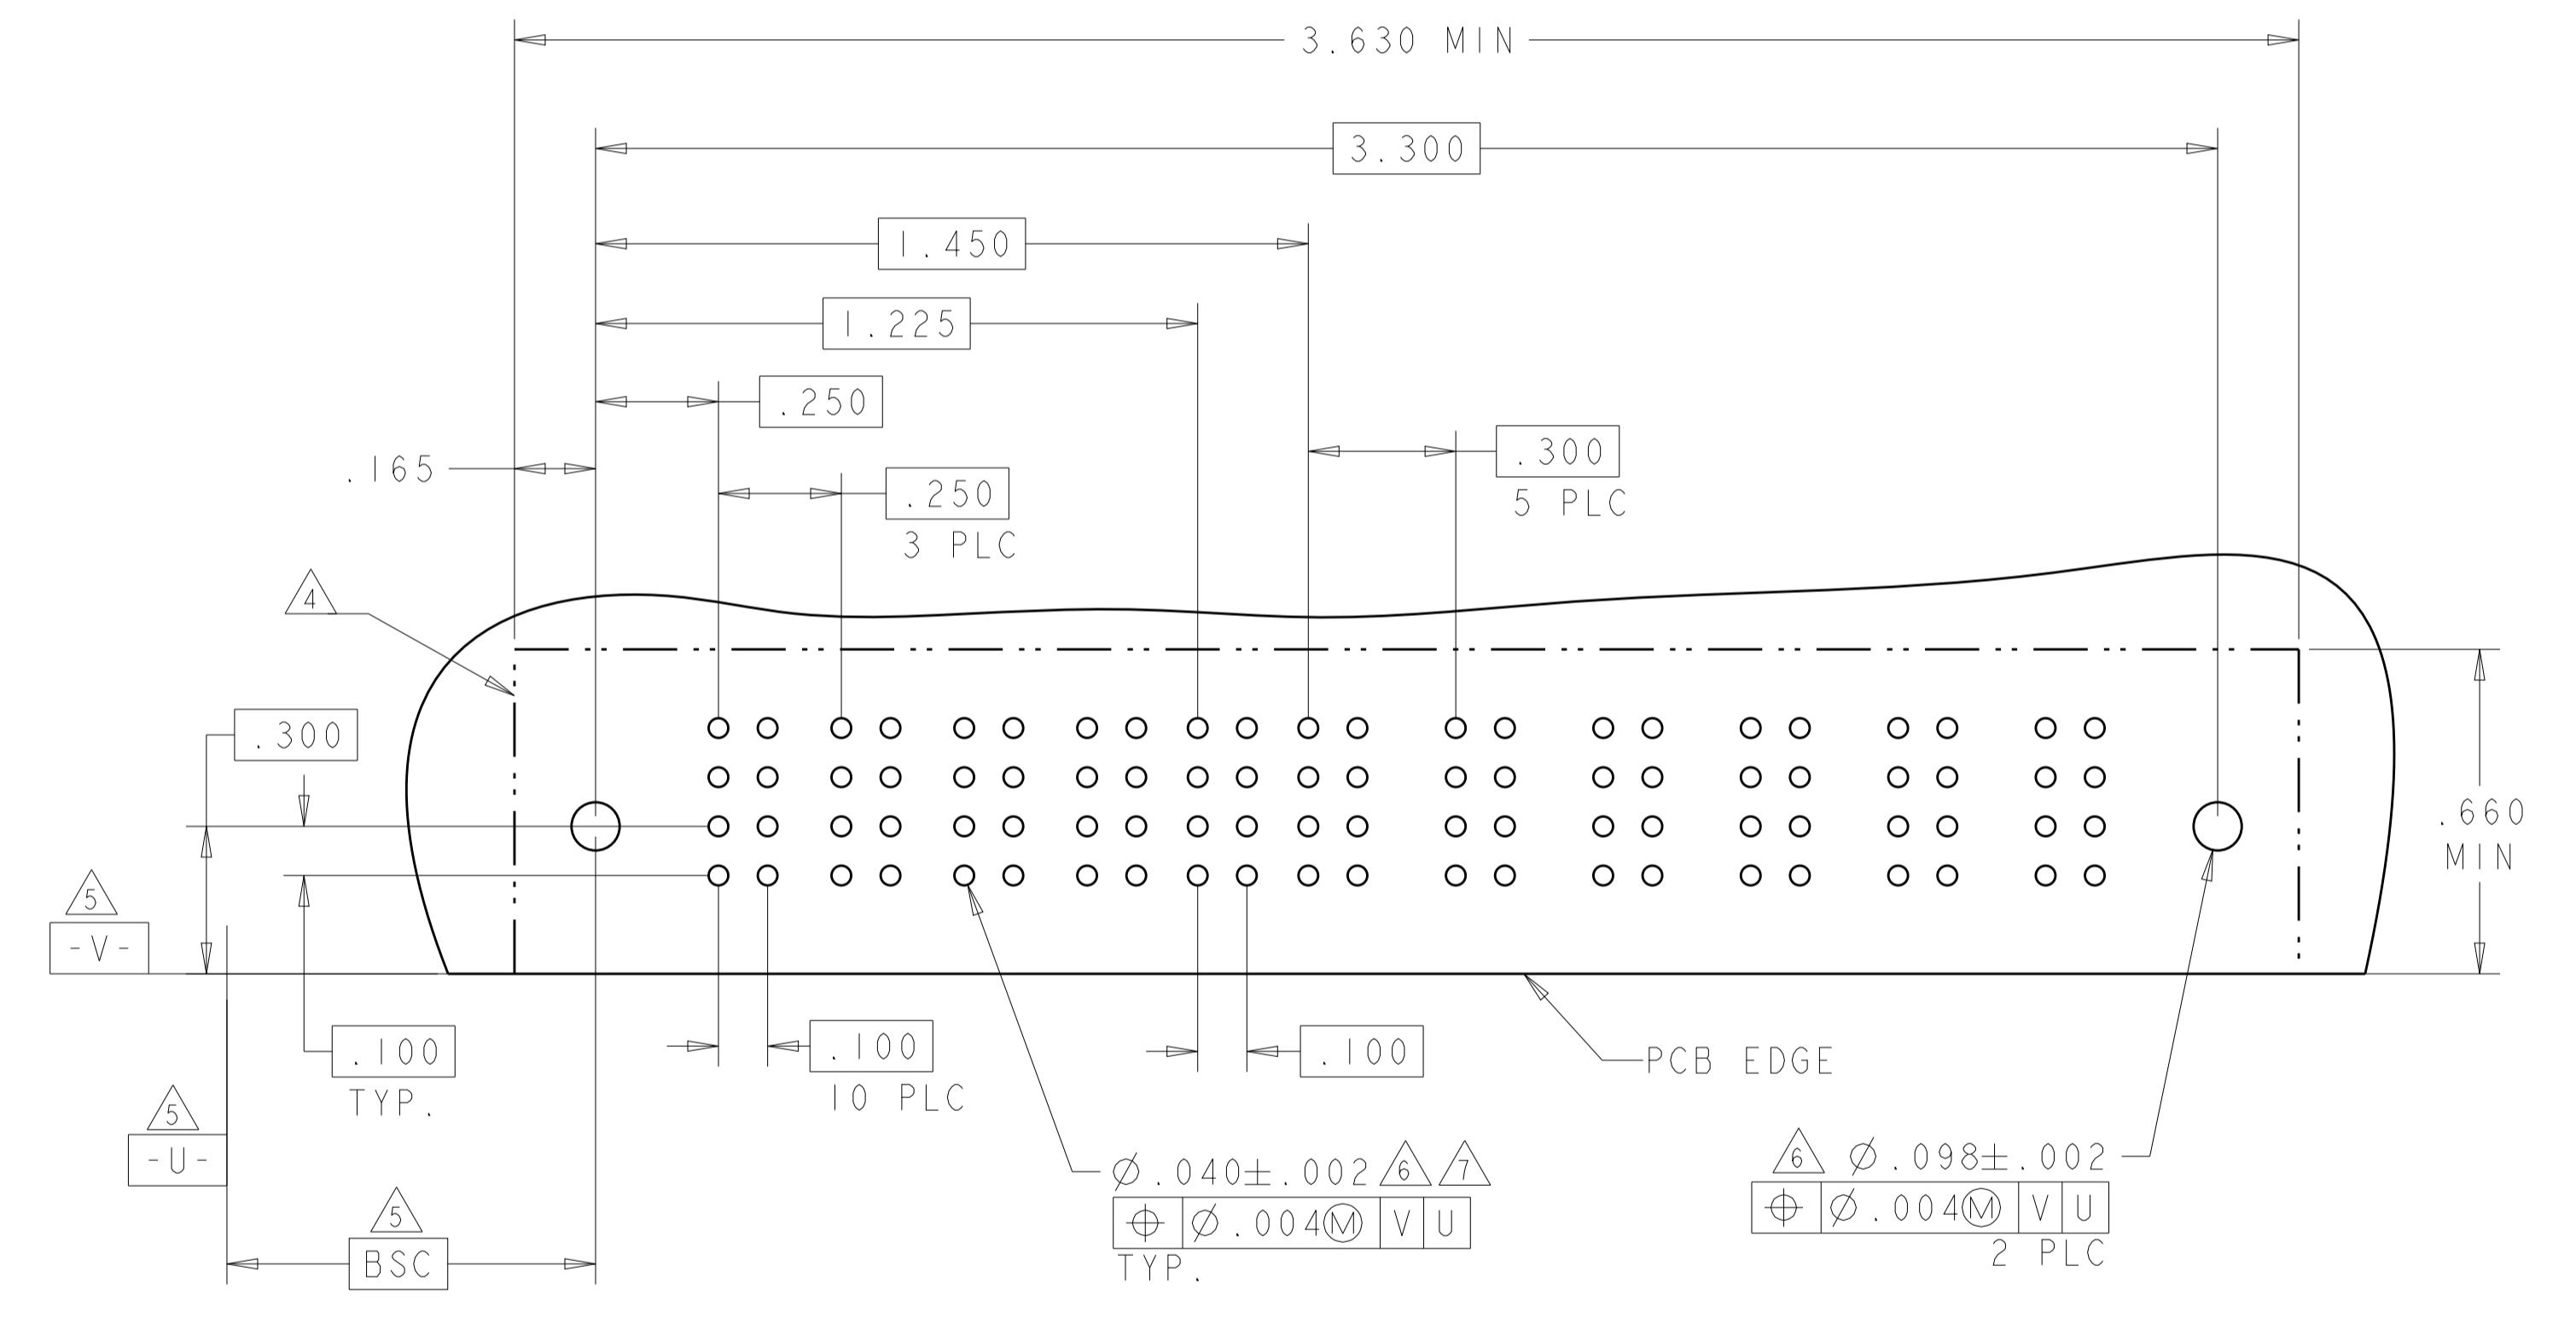 3.630 MIN
3.300
1.450
1.225
.250
.300
5 PLC
.165
.250
3 PLC
4
.300
.660
MIN
5
-V-
.100
TYP.
.100
10 PLC
.100
PCB EDGE
5
-U-
5
BSC
Ø.040±.002 6 7
⌖ Ø.004Ⓜ V U
TYP.
6 Ø.098±.002
⌖ Ø.004Ⓜ V U
2 PLC